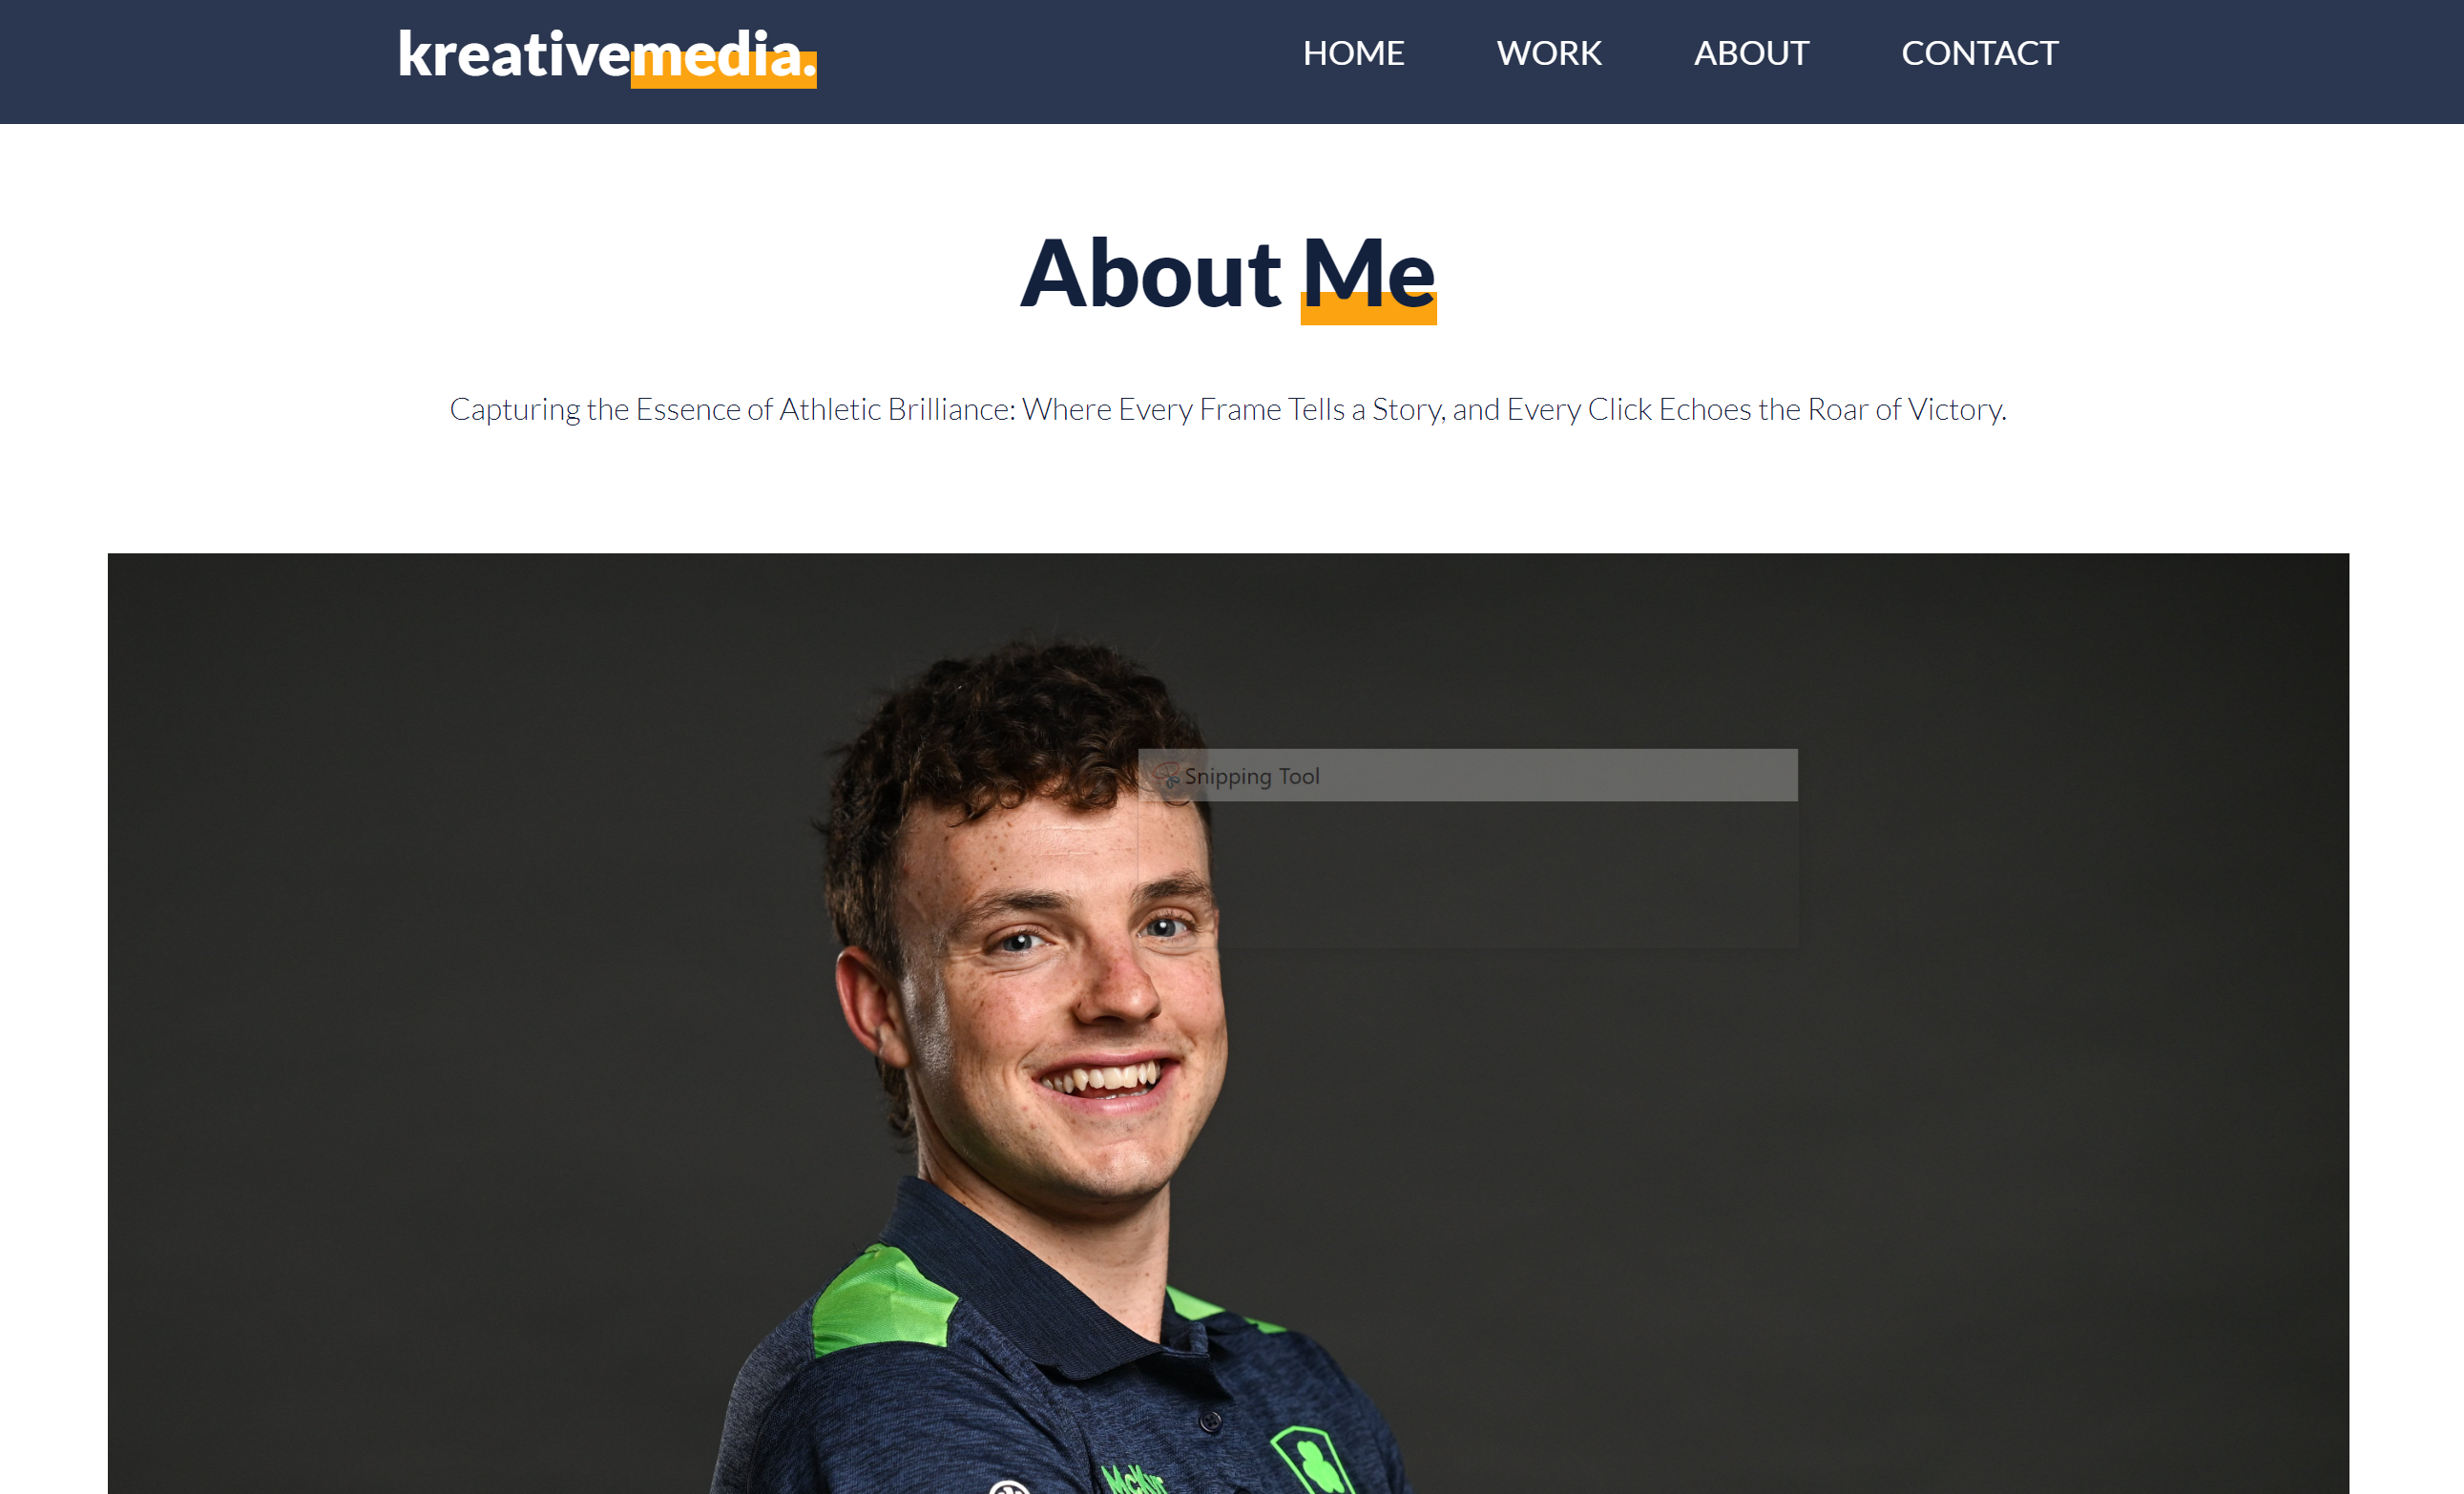 kreativemedia.
HOME WORK ABOUT CONTACT
About Me
Capturing the Essence of Athletic Brilliance: Where Every Frame Tells a Story, and Every Click Echoes the Roar of Victory.
Snipping Tool